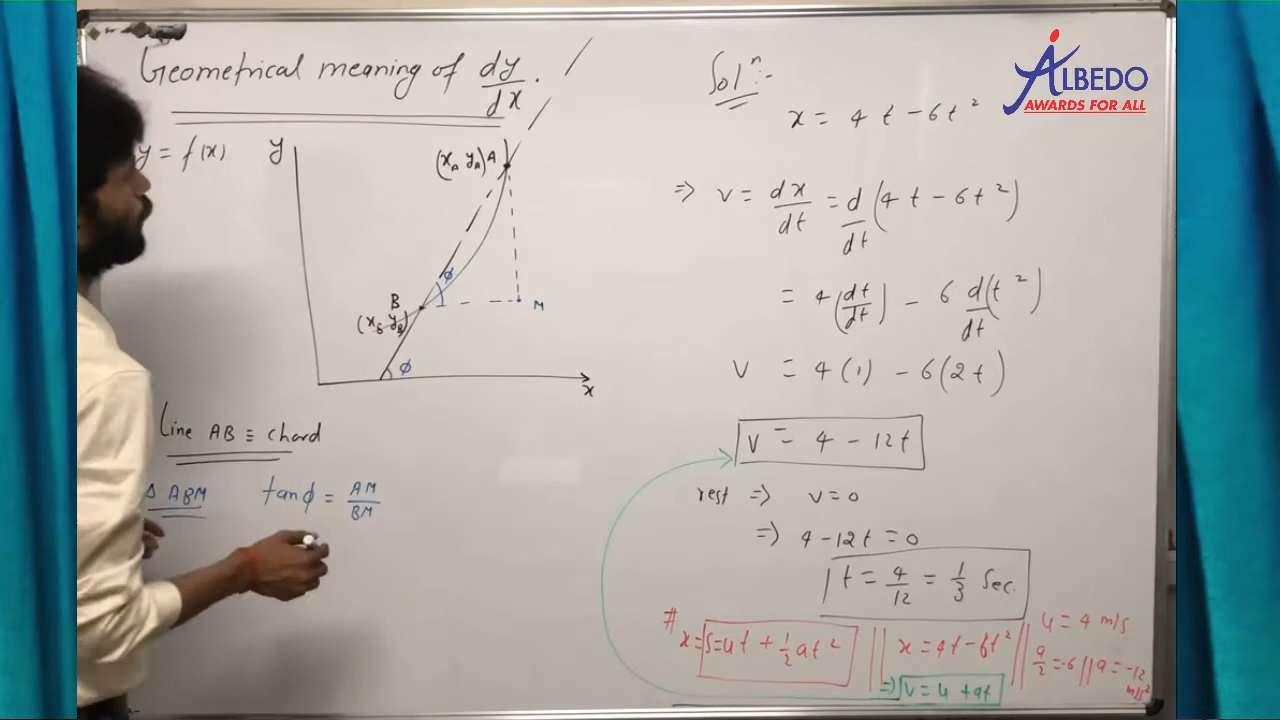 Geometrical meaning of dy/dx.
y = f(x)
y
(xA yA) A
ϕ
B
(xB yB)
M
ϕ
x
Line AB ≡ chord
Δ ABM tanϕ = AM/BM
Solⁿ:-
x = 4t - 6t²
=> v = dx/dt = d/dt (4t - 6t²)
= 4(dt/dt) - 6 d(t²)/dt
v = 4(1) - 6(2t)
v = 4 - 12t
rest => v = 0
=> 4 - 12t = 0
t = 4/12 = 1/3 Sec.
# x = S = ut + 1/2 at² || x = 4t - 6t² || u = 4 m/s
a/2 = -6 || a = -12 m/s²
=> v = u + at
ALBEDO
AWARDS FOR ALL